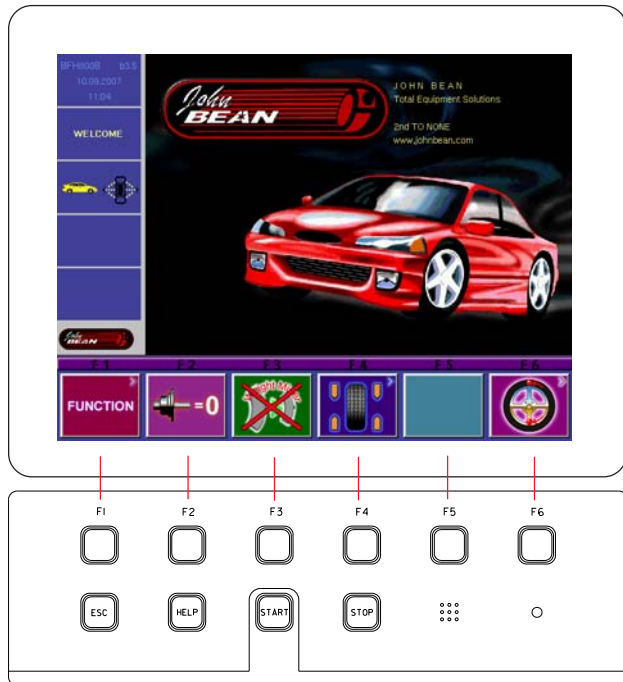 BFH800B b3.5
10.09.2007
11:04
WELCOME
John
BEAN
JOHN BEAN
Total Equipment Solutions
2nd TO NONE
www.johnbean.com
John
BEAN
F1 F2 F3 F4 F5 F6
FUNCTION
=0
F1 F2 F3 F4 F5 F6
ESC HELP START STOP